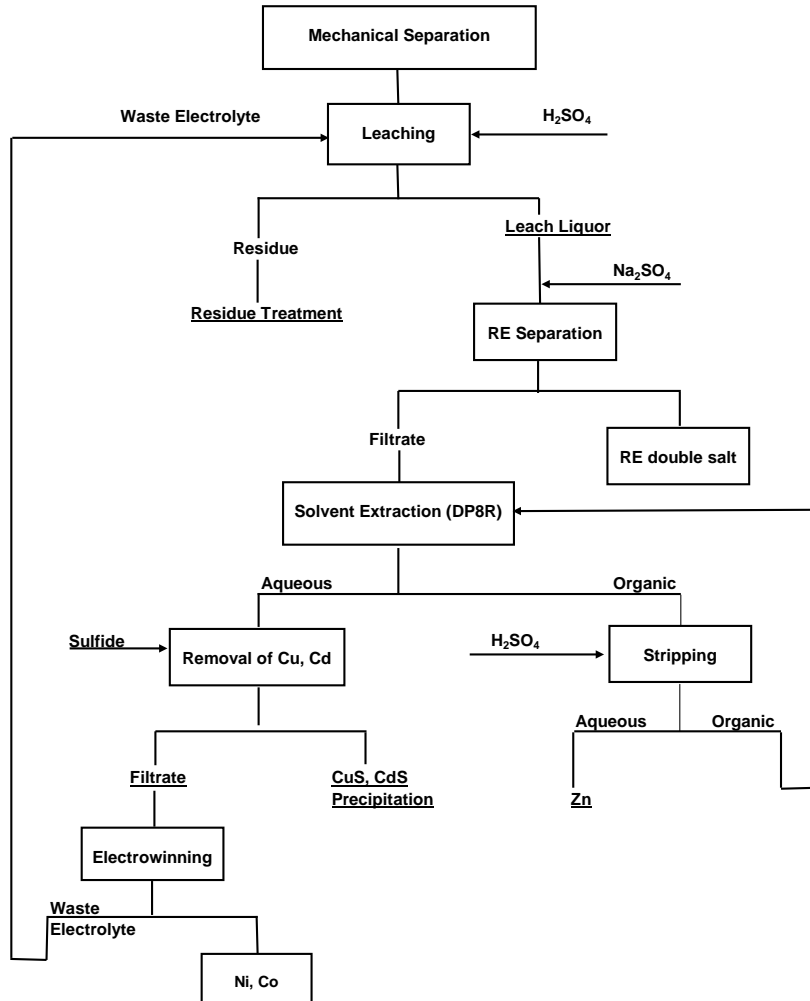 Mechanical Separation
Waste Electrolyte
H₂SO₄
Leaching
Leach Liquor
Residue
Na₂SO₄
Residue Treatment
RE Separation
Filtrate
RE double salt
Solvent Extraction (DP8R)
Aqueous
Organic
Sulfide
H₂SO₄
Removal of Cu, Cd
Stripping
Aqueous
Organic
Filtrate
CuS, CdS
Precipitation
Zn
Electrowinning
Waste
Electrolyte
Ni, Co